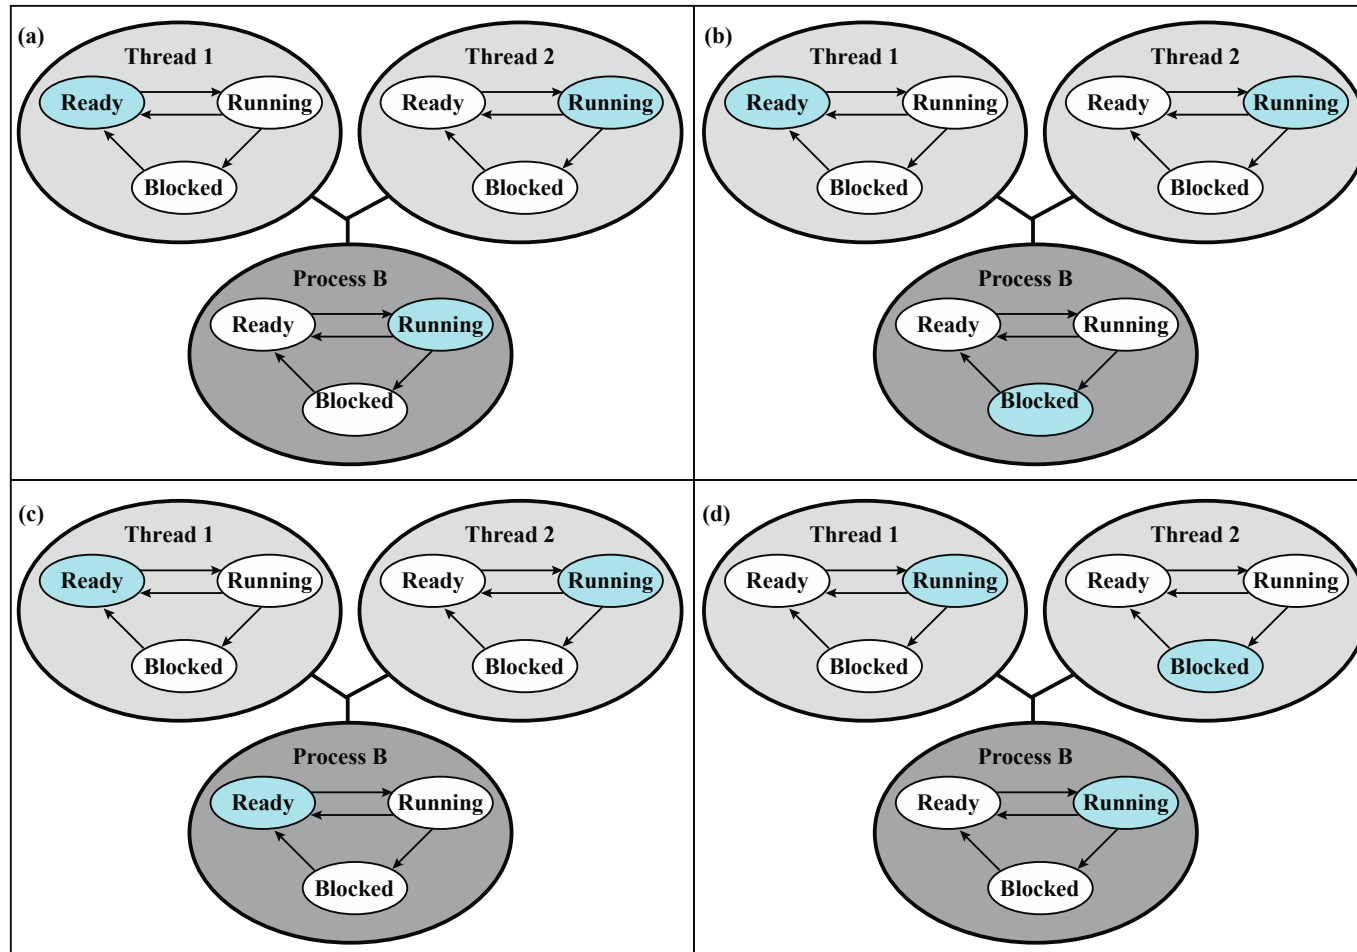 (a)
Thread 1
Ready Running
Blocked
Thread 2
Ready Running
Blocked
Process B
Ready Running
Blocked
(b)
Thread 1
Ready Running
Blocked
Thread 2
Ready Running
Blocked
Process B
Ready Running
Blocked
(c)
Thread 1
Ready Running
Blocked
Thread 2
Ready Running
Blocked
Process B
Ready Running
Blocked
(d)
Thread 1
Ready Running
Blocked
Thread 2
Ready Running
Blocked
Process B
Ready Running
Blocked